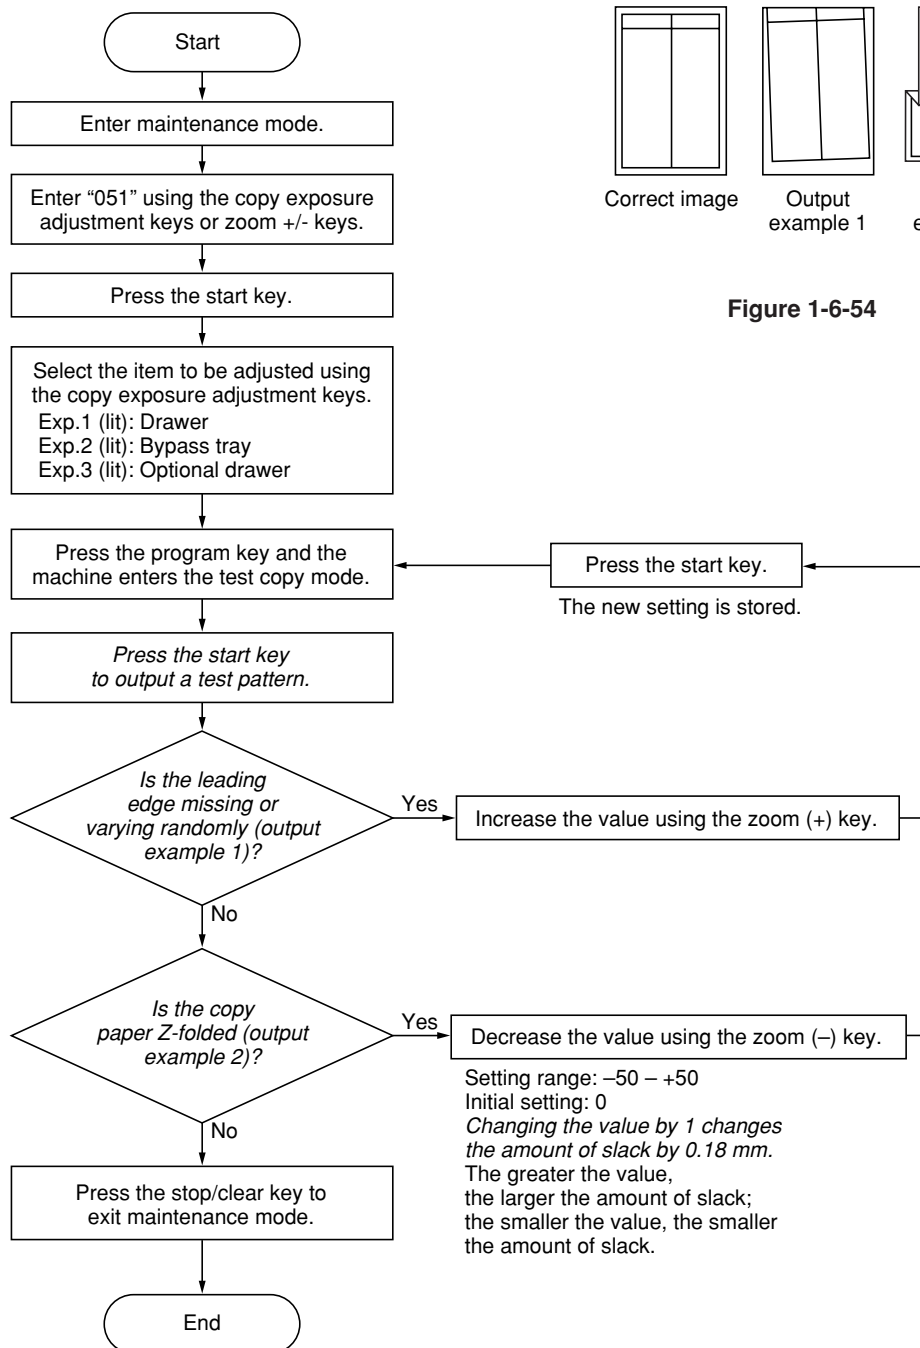 Start
Enter maintenance mode.
Enter “051” using the copy exposure
adjustment keys or zoom +/- keys.
Press the start key.
Select the item to be adjusted using
the copy exposure adjustment keys.
Exp.1 (lit): Drawer
Exp.2 (lit): Bypass tray
Exp.3 (lit): Optional drawer
Press the program key and the
machine enters the test copy mode.
Press the start key
to output a test pattern.
Is the leading
edge missing or
varying randomly (output
example 1)?
Yes
Increase the value using the zoom (+) key.
No
Is the copy
paper Z-folded (output
example 2)?
Yes
Decrease the value using the zoom (–) key.
Setting range: –50 – +50
Initial setting: 0
Changing the value by 1 changes
the amount of slack by 0.18 mm.
The greater the value,
the larger the amount of slack;
the smaller the value, the smaller
the amount of slack.
No
Press the stop/clear key to
exit maintenance mode.
End
Press the start key.
The new setting is stored.
Correct image
Output
example 1
Figure 1-6-54